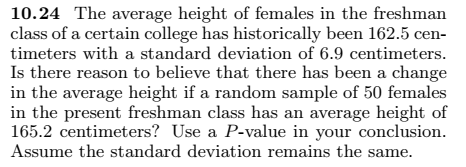 10.24 The average height of females in the freshman
class of a certain college has historically been 162.5 cen-
timeters with a standard deviation of 6.9 centimeters.
Is there reason to believe that there has been a change
in the average height if a random sample of 50 females
in the present freshman class has an average height of
165.2 centimeters? Use a P-value in your conclusion.
Assume the standard deviation remains the same.